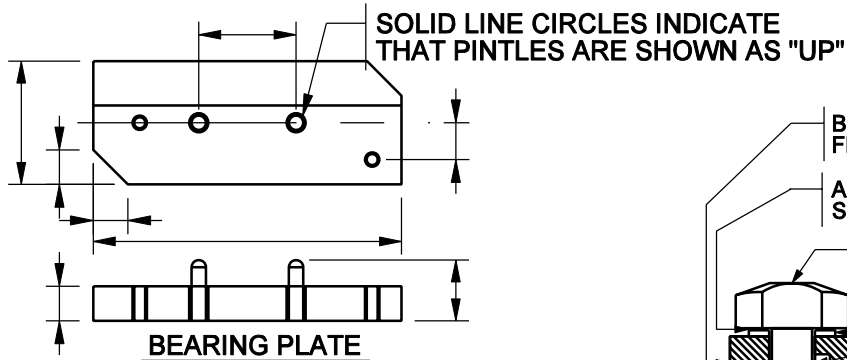 SOLID LINE CIRCLES INDICATE
THAT PINTLES ARE SHOWN AS "UP"
BEARING PLATE